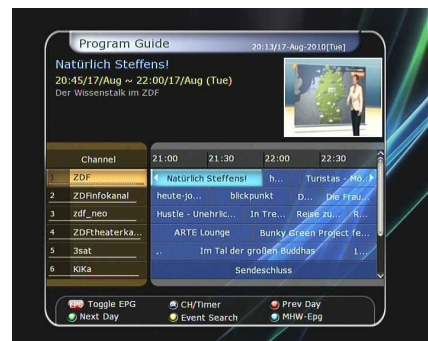 Program Guide 20:13/17-Aug-2010[Tue]
Natürlich Steffens!
20:45/17/Aug ~ 22:00/17/Aug (Tue)
Der Wissenstalk im ZDF
Channel 21:00 21:30 22:00 22:30
1 ZDF Natürlich Steffens! h... Turistas - Mö...
2 ZDFinfokanal heute-jo... blickpunkt D... Die Frau...
3 zdf_neo Hustle - Unehrlic... In Tre... Reise zu... R...
4 ZDFtheaterka... ARTE Lounge Bunky Green Project fe...
5 3sat .. Im Tal der großen Buddhas 1...
6 KiKa Sendeschluss
EPG Toggle EPG CH/Timer Prev Day
Next Day Event Search MHW-Epg